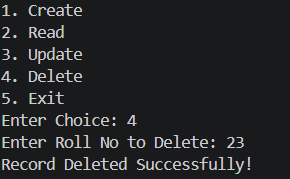 1. Create
2. Read
3. Update
4. Delete
5. Exit
Enter Choice: 4
Enter Roll No to Delete: 23
Record Deleted Successfully!